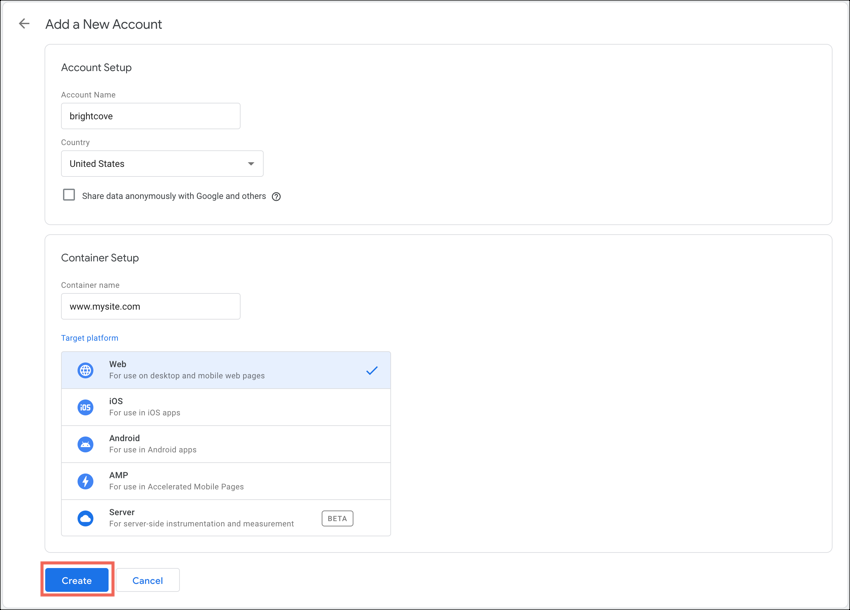 Add a New Account
Account Setup
Account Name
brightcove
Country
United States
Share data anonymously with Google and others
Container Setup
Container name
www.mysite.com
Target platform
Web
For use on desktop and mobile web pages
iOS
iOS
For use in iOS apps
Android
For use in Android apps
AMP
For use in Accelerated Mobile Pages
Server
For server-side instrumentation and measurement
BETA
Create
Cancel